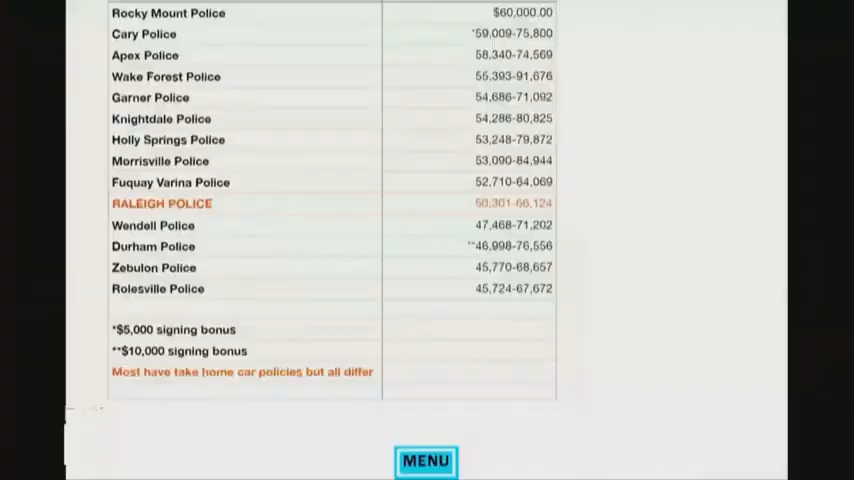 Rocky Mount Police $60,000.00
Cary Police *59,009-75,800
Apex Police 58,340-74,569
Wake Forest Police 55,393-91,676
Garner Police 54,686-71,092
Knightdale Police 54,286-80,825
Holly Springs Police 53,248-79,872
Morrisville Police 53,090-84,944
Fuquay Varina Police 52,710-64,069
RALEIGH POLICE 50,301-66,124
Wendell Police 47,468-71,202
Durham Police **46,998-76,556
Zebulon Police 45,770-68,657
Rolesville Police 45,724-67,672
*$5,000 signing bonus
**$10,000 signing bonus
Most have take home car policies but all differ
MENU